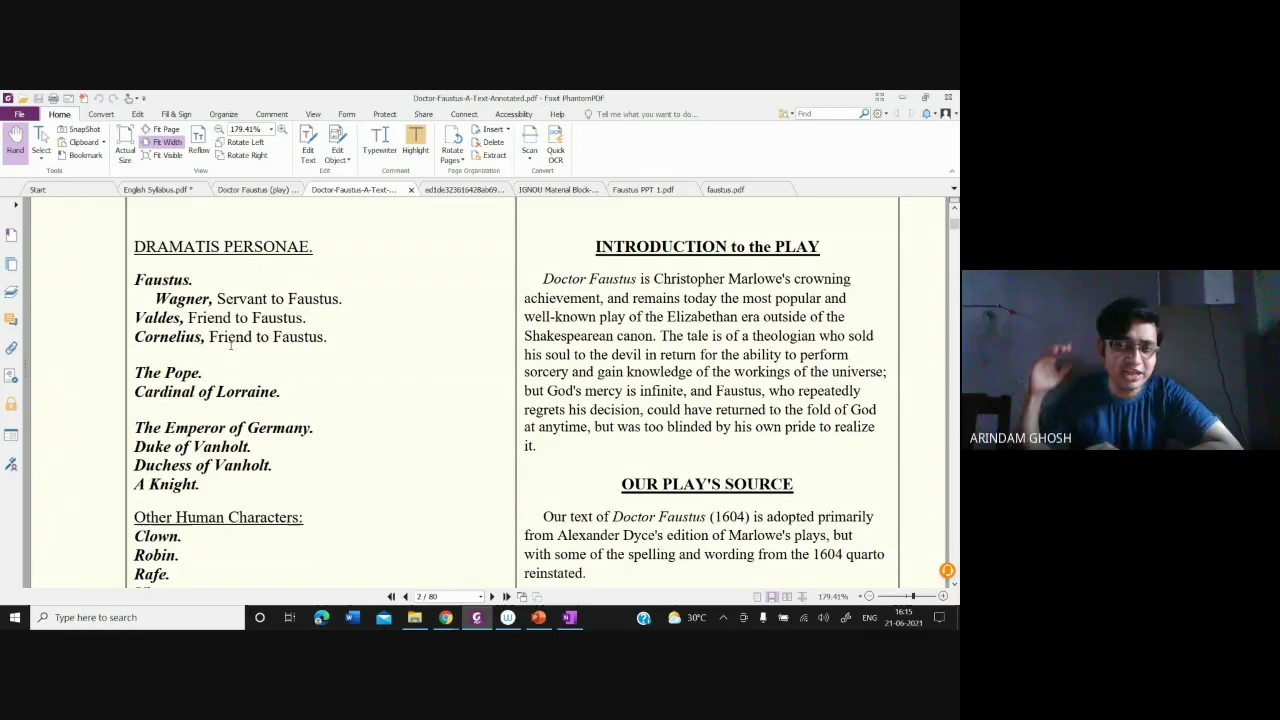 Doctor-Faustus-A-Text-Annotated.pdf - Foxit PhantomPDF
File Home Convert Edit Fill & Sign Organize Comment View Form Protect Share Connect Accessibility Help Tell me what you want to do... Find
Hand
Select
SnapShot
Clipboard
Bookmark
Tools
Actual Size
Fit Page
Fit Width
Fit Visible
Reflow
179.41%
Rotate Left
Rotate Right
View
Edit Text
Edit Object
Edit
Typewriter
Highlight
Comment
Rotate Pages
Insert
Delete
Extract
Page Organization
Scan
Quick OCR
Convert
Start English Syllabus.pdf * Doctor Faustus (play) ... Doctor-Faustus-A-Text-... ed1de323616428ab69... IGNOU Material Block-... Faustus PPT 1.pdf faustus.pdf
DRAMATIS PERSONAE.
Faustus.
Wagner, Servant to Faustus.
Valdes, Friend to Faustus.
Cornelius, Friend to Faustus.
The Pope.
Cardinal of Lorraine.
The Emperor of Germany.
Duke of Vanholt.
Duchess of Vanholt.
A Knight.
Other Human Characters:
Clown.
Robin.
Rafe.
INTRODUCTION to the PLAY
Doctor Faustus is Christopher Marlowe's crowning
achievement, and remains today the most popular and
well-known play of the Elizabethan era outside of the
Shakespearean canon. The tale is of a theologian who sold
his soul to the devil in return for the ability to perform
sorcery and gain knowledge of the workings of the universe;
but God's mercy is infinite, and Faustus, who repeatedly
regrets his decision, could have returned to the fold of God
at anytime, but was too blinded by his own pride to realize
it.
OUR PLAY'S SOURCE
Our text of Doctor Faustus (1604) is adopted primarily
from Alexander Dyce's edition of Marlowe's plays, but
with some of the spelling and wording from the 1604 quarto
reinstated.
ARINDAM GHOSH
2 / 80
179.41%
Type here to search
30°C
ENG
16:15
21-06-2021